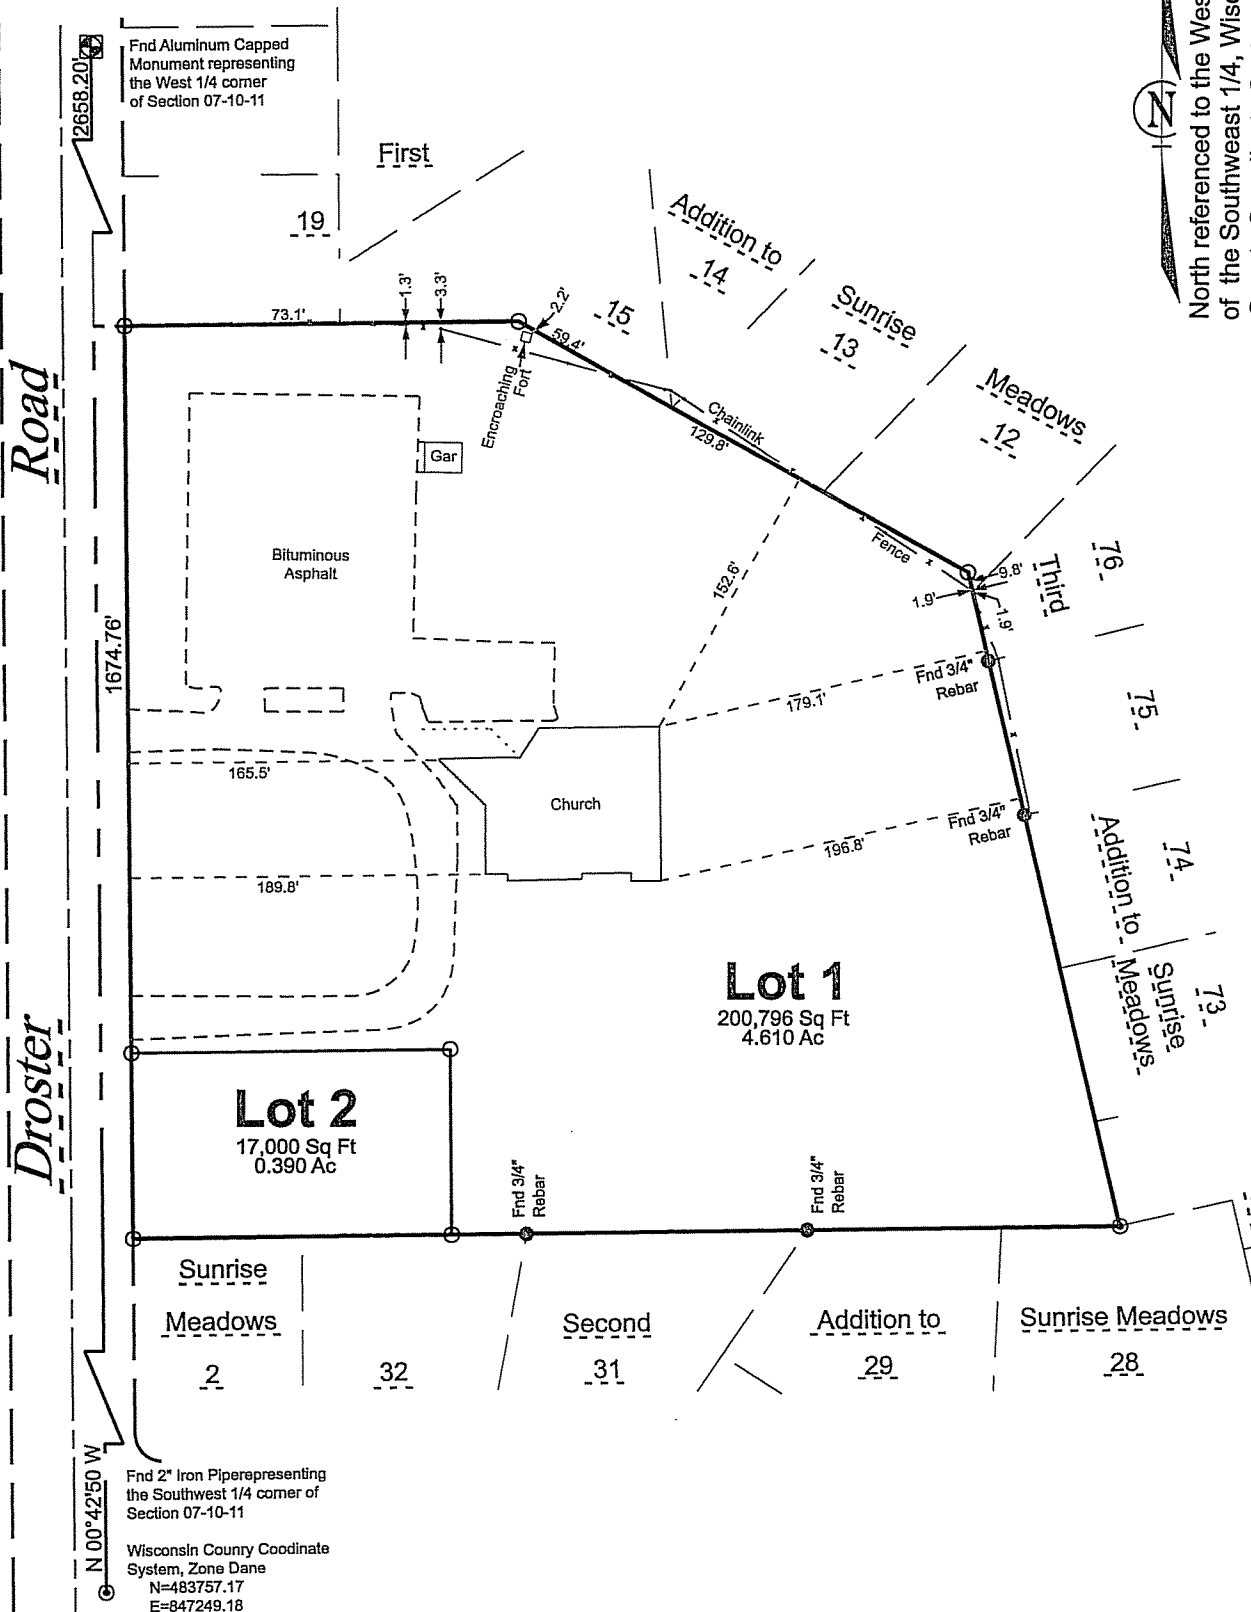 2658.20'
Fnd Aluminum Capped
Monument representing
the West 1/4 corner
of Section 07-10-11
N
North referenced to the Wes
of the Southweast 1/4, Wisc
First
19
Addition to
14
15
Sunrise
13
Meadows
12
73.1'
1.3'
3.3'
2.2'
59.4'
Encroaching
Fort
Chainlink
129.8'
Fence
Road
Gar
Bituminous
Asphalt
152.6'
9.8'
1.9'
1.9'
Third
76
1674.76'
Fnd 3/4"
Rebar
179.1'
75
165.5'
Church
Fnd 3/4"
Rebar
196.8'
189.8'
Addition to
74
Sunrise
Meadows
73
Lot 1
200,796 Sq Ft
4.610 Ac
Droster
Lot 2
17,000 Sq Ft
0.390 Ac
Fnd 3/4"
Rebar
Fnd 3/4"
Rebar
Sunrise
Meadows
2
32
Second
31
Addition to
29
Sunrise Meadows
28
N 00°42'50 W
Fnd 2" Iron Piperepresenting
the Southwest 1/4 corner of
Section 07-10-11
Wisconsin Counry Coodinate
System, Zone Dane
N=483757.17
E=847249.18